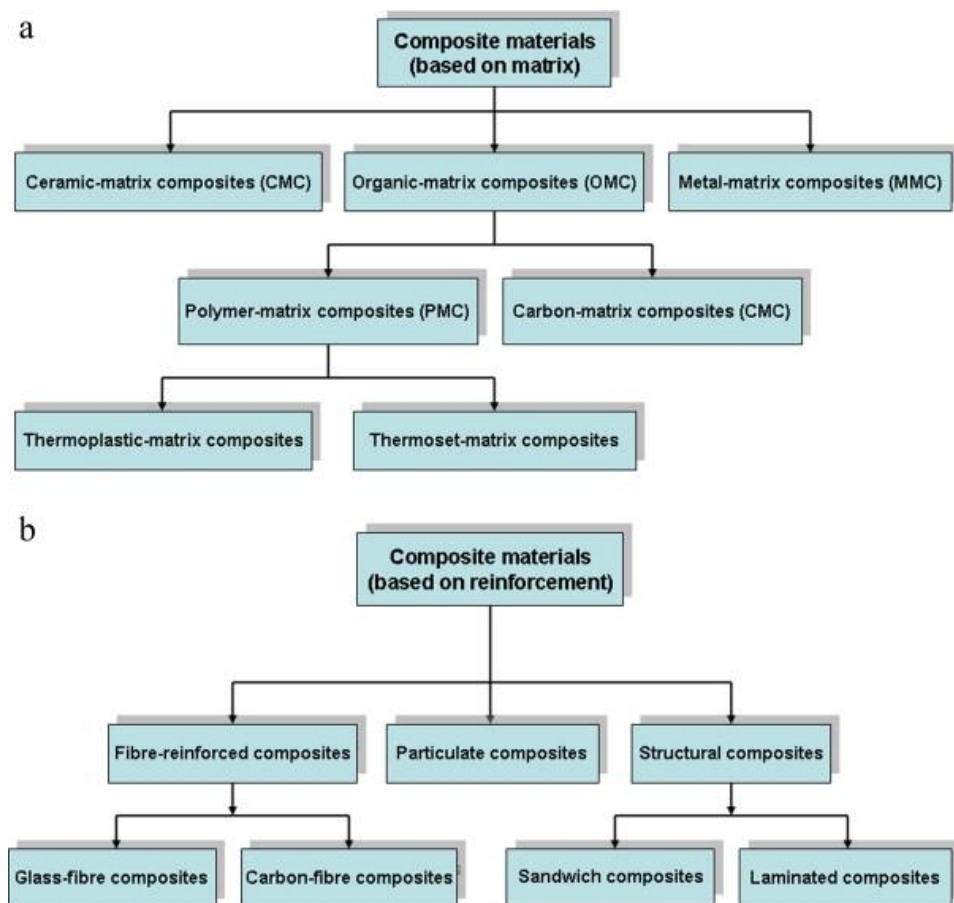 a
Composite materials
(based on matrix)
Ceramic-matrix composites (CMC)
Organic-matrix composites (OMC)
Metal-matrix composites (MMC)
Polymer-matrix composites (PMC)
Carbon-matrix composites (CMC)
Thermoplastic-matrix composites
Thermoset-matrix composites
b
Composite materials
(based on reinforcement)
Fibre-reinforced composites
Particulate composites
Structural composites
Glass-fibre composites
Carbon-fibre composites
Sandwich composites
Laminated composites